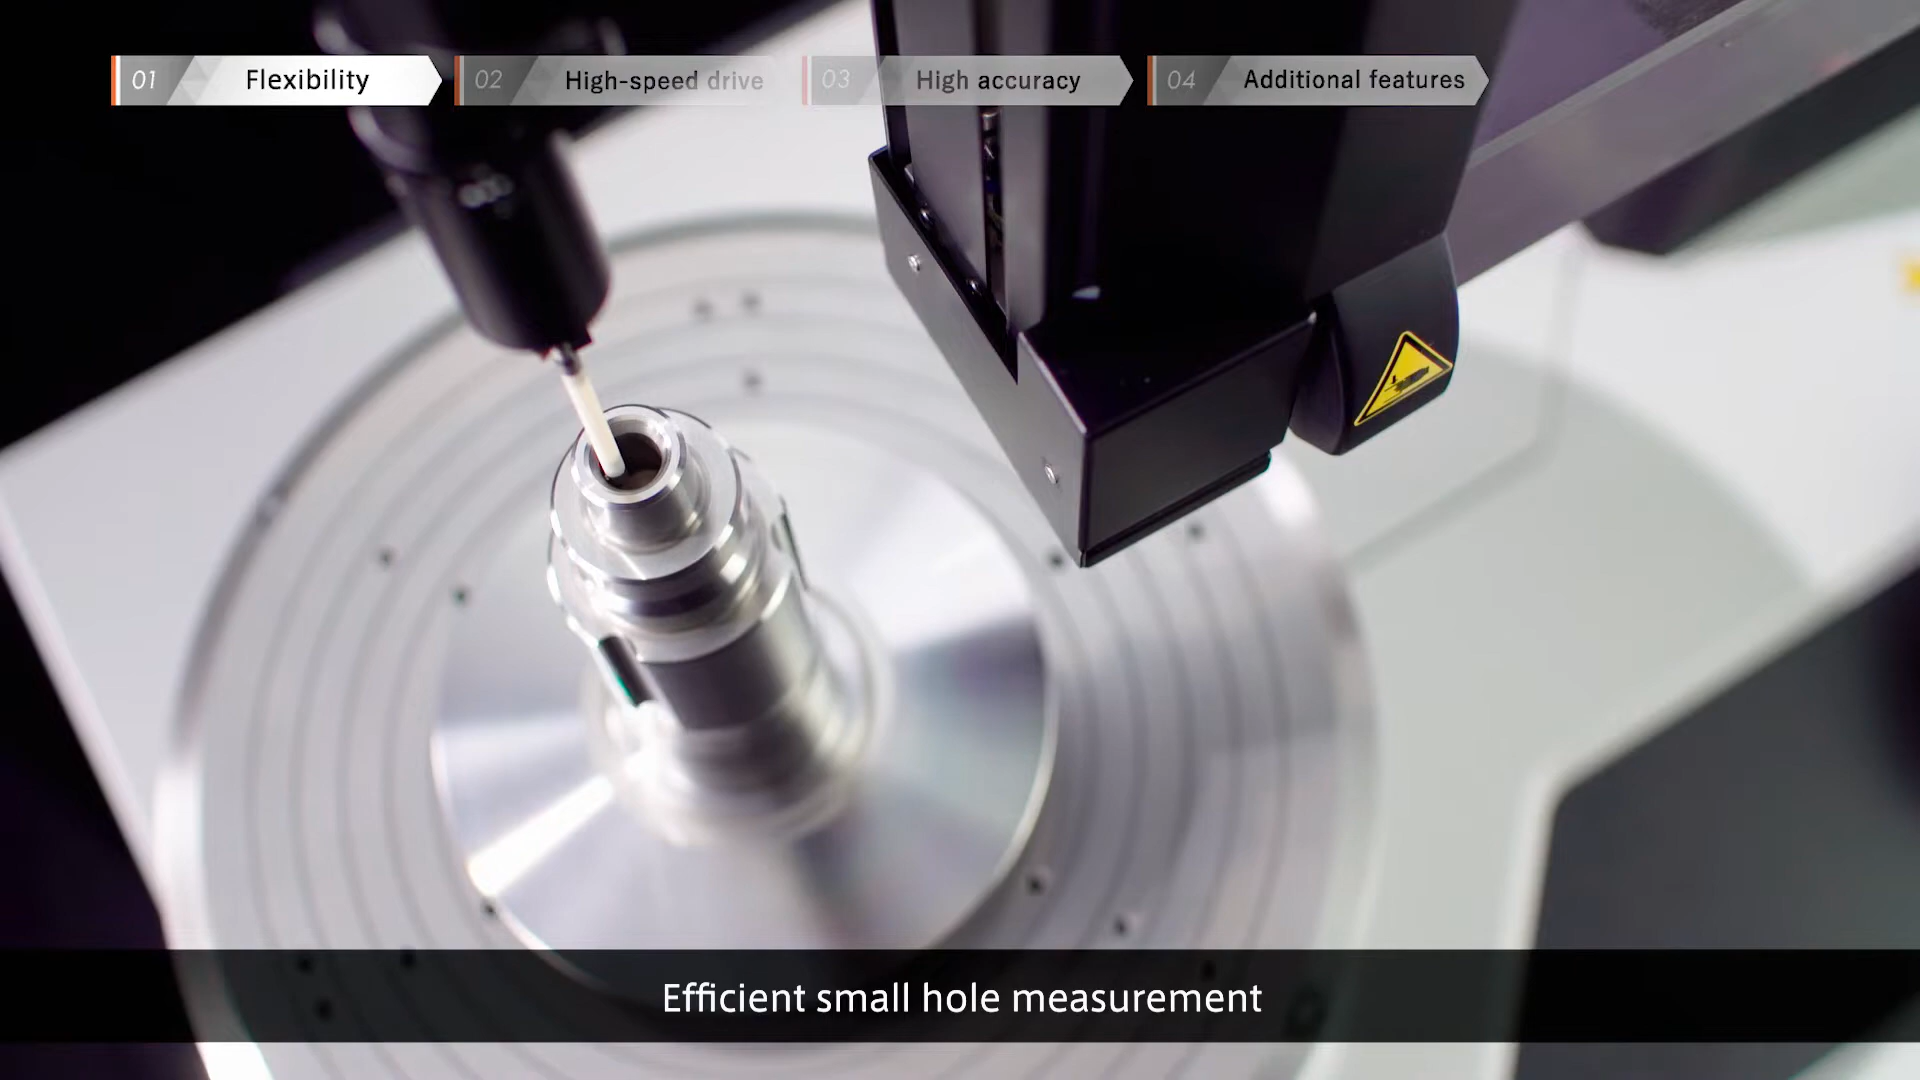 01 Flexibility
02 High-speed drive
03 High accuracy
04 Additional features
Efficient small hole measurement